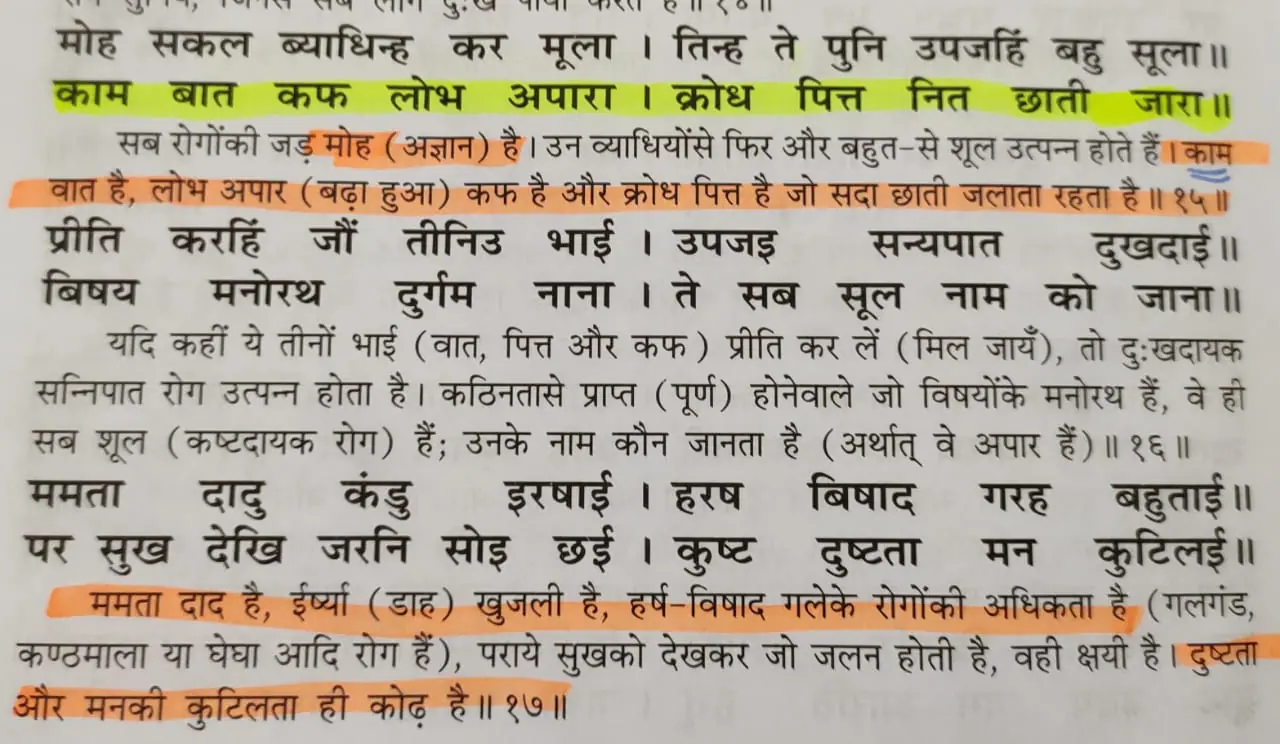 दुःख पाया करते हैं॥१४॥
मोह सकल ब्याधिन्ह कर मूला । तिन्ह ते पुनि उपजहिं बहु सूला॥
काम बात कफ लोभ अपारा । क्रोध पित्त नित छाती जारा॥
सब रोगोंकी जड़ मोह (अज्ञान) है। उन व्याधियोंसे फिर और बहुत-से शूल उत्पन्न होते हैं। काम
वात है, लोभ अपार (बढ़ा हुआ) कफ है और क्रोध पित्त है जो सदा छाती जलाता रहता है॥१५॥
प्रीति करहिं जौं तीनिउ भाई । उपजइ सन्यपात दुखदाई॥
बिषय मनोरथ दुर्गम नाना । ते सब सूल नाम को जाना॥
यदि कहीं ये तीनों भाई (वात, पित्त और कफ) प्रीति कर लें (मिल जायँ), तो दुःखदायक
सन्निपात रोग उत्पन्न होता है। कठिनतासे प्राप्त (पूर्ण) होनेवाले जो विषयोंके मनोरथ हैं, वे ही
सब शूल (कष्टदायक रोग) हैं; उनके नाम कौन जानता है (अर्थात् वे अपार हैं)॥१६॥
ममता दादु कंडु इरषाई । हरष बिषाद गरह बहुताई॥
पर सुख देखि जरनि सोइ छई । कुष्ट दुष्टता मन कुटिलई॥
ममता दाद है, ईर्ष्या (डाह) खुजली है, हर्ष-विषाद गलेके रोगोंकी अधिकता है (गलगंड,
कण्ठमाला या घेघा आदि रोग हैं), पराये सुखको देखकर जो जलन होती है, वही क्षयी है। दुष्टता
और मनकी कुटिलता ही कोढ़ है॥१७॥